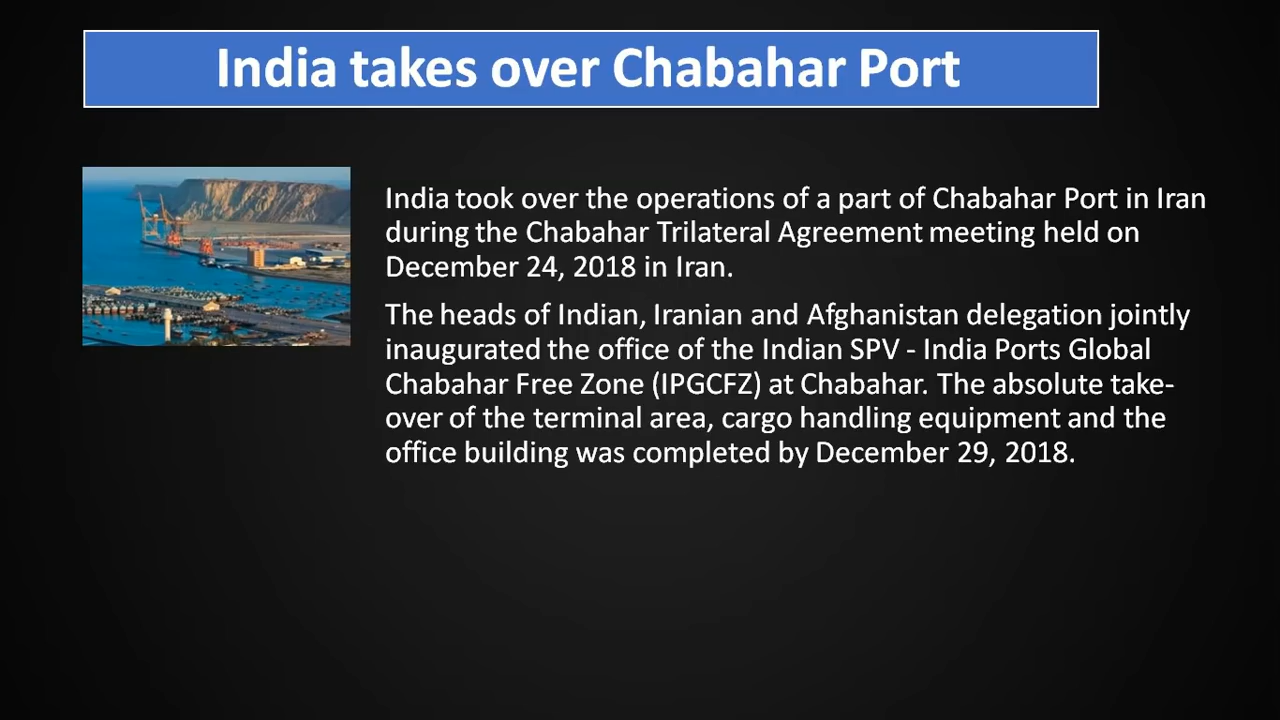 India takes over Chabahar Port
India took over the operations of a part of Chabahar Port in Iran
during the Chabahar Trilateral Agreement meeting held on
December 24, 2018 in Iran.
The heads of Indian, Iranian and Afghanistan delegation jointly
inaugurated the office of the Indian SPV - India Ports Global
Chabahar Free Zone (IPGCFZ) at Chabahar. The absolute take-
over of the terminal area, cargo handling equipment and the
office building was completed by December 29, 2018.